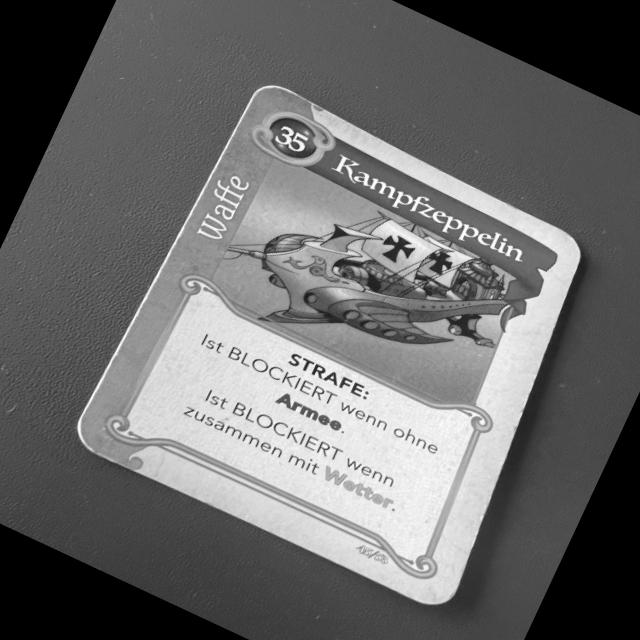 35
Kampfzeppelin
Waffe
STRAFE:
Ist BLOCKIERT wenn ohne
Armee.
Ist BLOCKIERT wenn
zusammen mit Wetter.